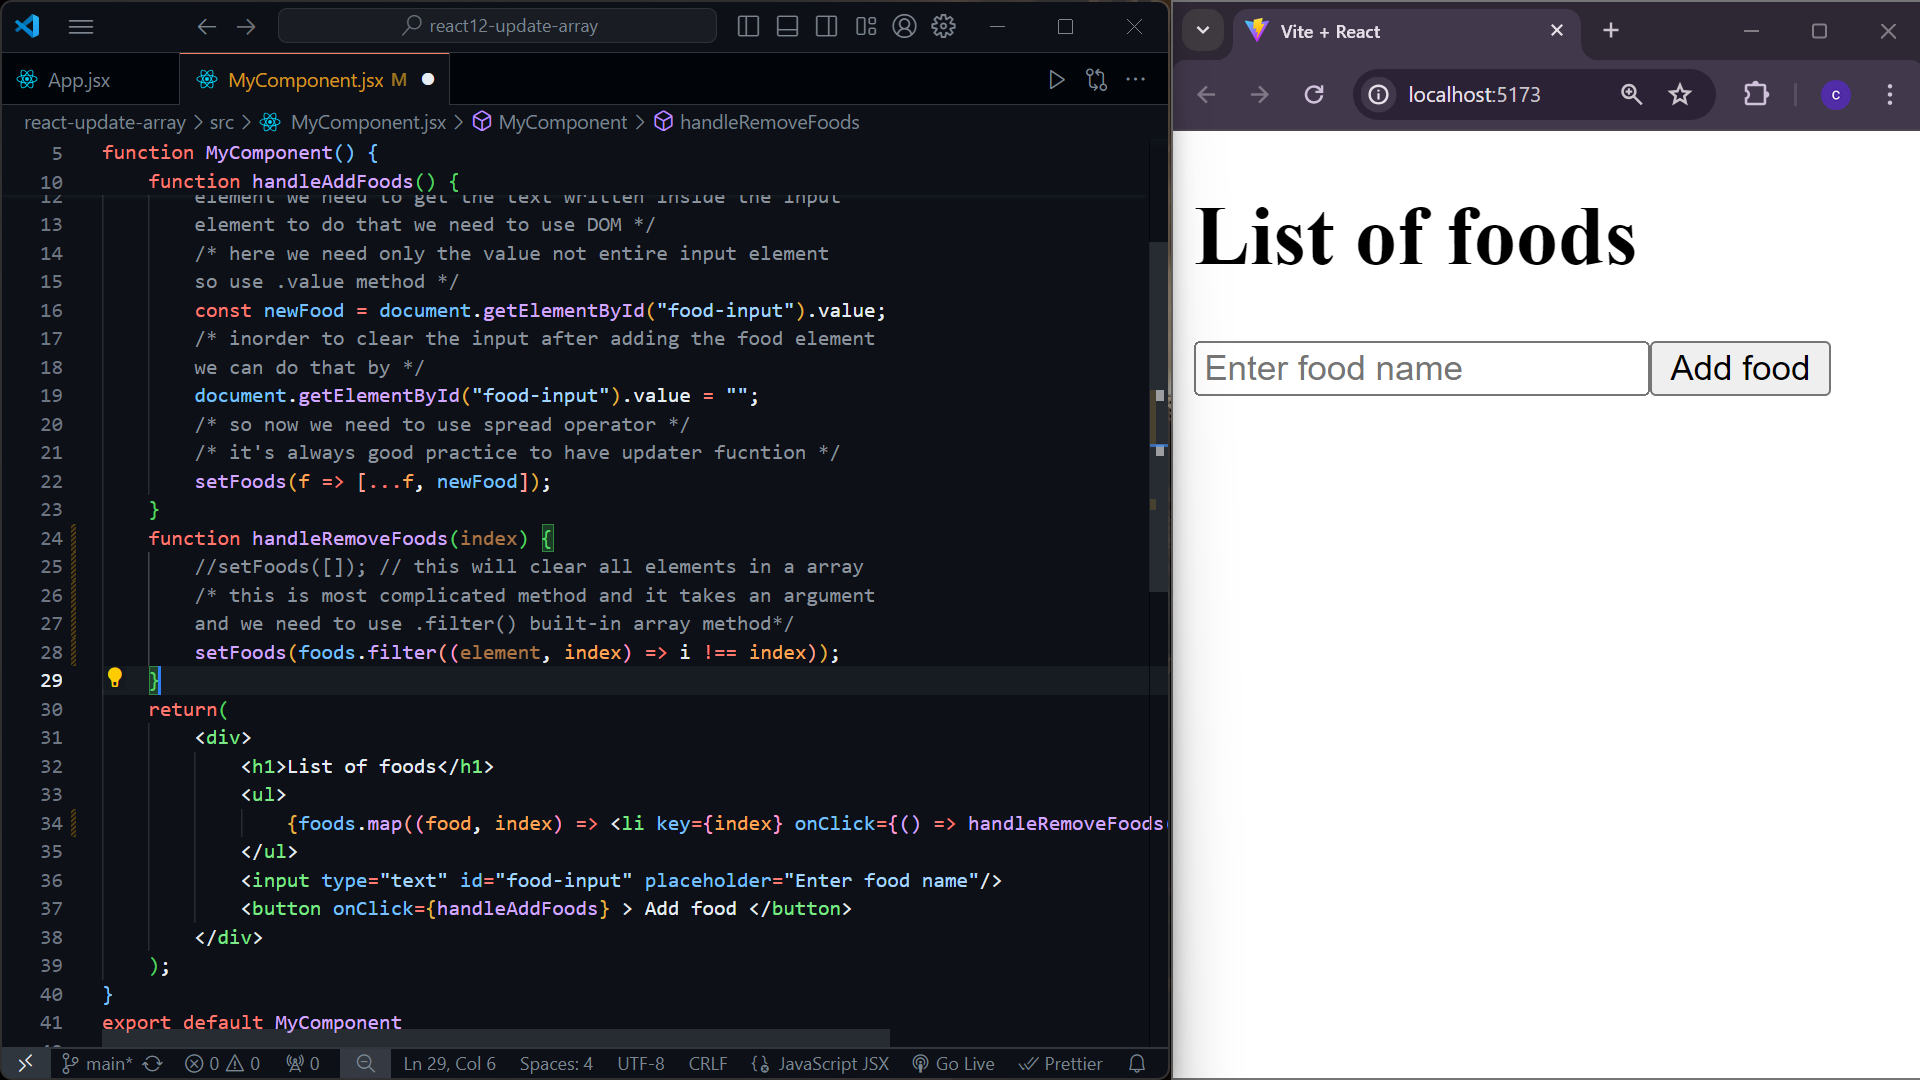 react12-update-array
App.jsx
MyComponent.jsx M
react-update-array > src > MyComponent.jsx > MyComponent > handleRemoveFoods
5 function MyComponent() {
10 function handleAddFoods() {
12 element we need to get the text written inside the input
13 element to do that we need to use DOM */
14 /* here we need only the value not entire input element
15 so use .value method */
16 const newFood = document.getElementById("food-input").value;
17 /* inorder to clear the input after adding the food element
18 we can do that by */
19 document.getElementById("food-input").value = "";
20 /* so now we need to use spread operator */
21 /* it's always good practice to have updater fucntion */
22 setFoods(f => [...f, newFood]);
23 }
24 function handleRemoveFoods(index) {
25 //setFoods([]); // this will clear all elements in a array
26 /* this is most complicated method and it takes an argument
27 and we need to use .filter() built-in array method*/
28 setFoods(foods.filter((element, index) => i !== index));
29 }
30 return(
31 <div>
32 <h1>List of foods</h1>
33 <ul>
34 {foods.map((food, index) => <li key={index} onClick={() => handleRemoveFoods
35 </ul>
36 <input type="text" id="food-input" placeholder="Enter food name"/>
37 <button onClick={handleAddFoods} > Add food </button>
38 </div>
39 );
40 }
41 export default MyComponent
main* 0 0 0 Ln 29, Col 6 Spaces: 4 UTF-8 CRLF JavaScript JSX Go Live Prettier
Vite + React
localhost:5173
c
List of foods
Enter food name Add food